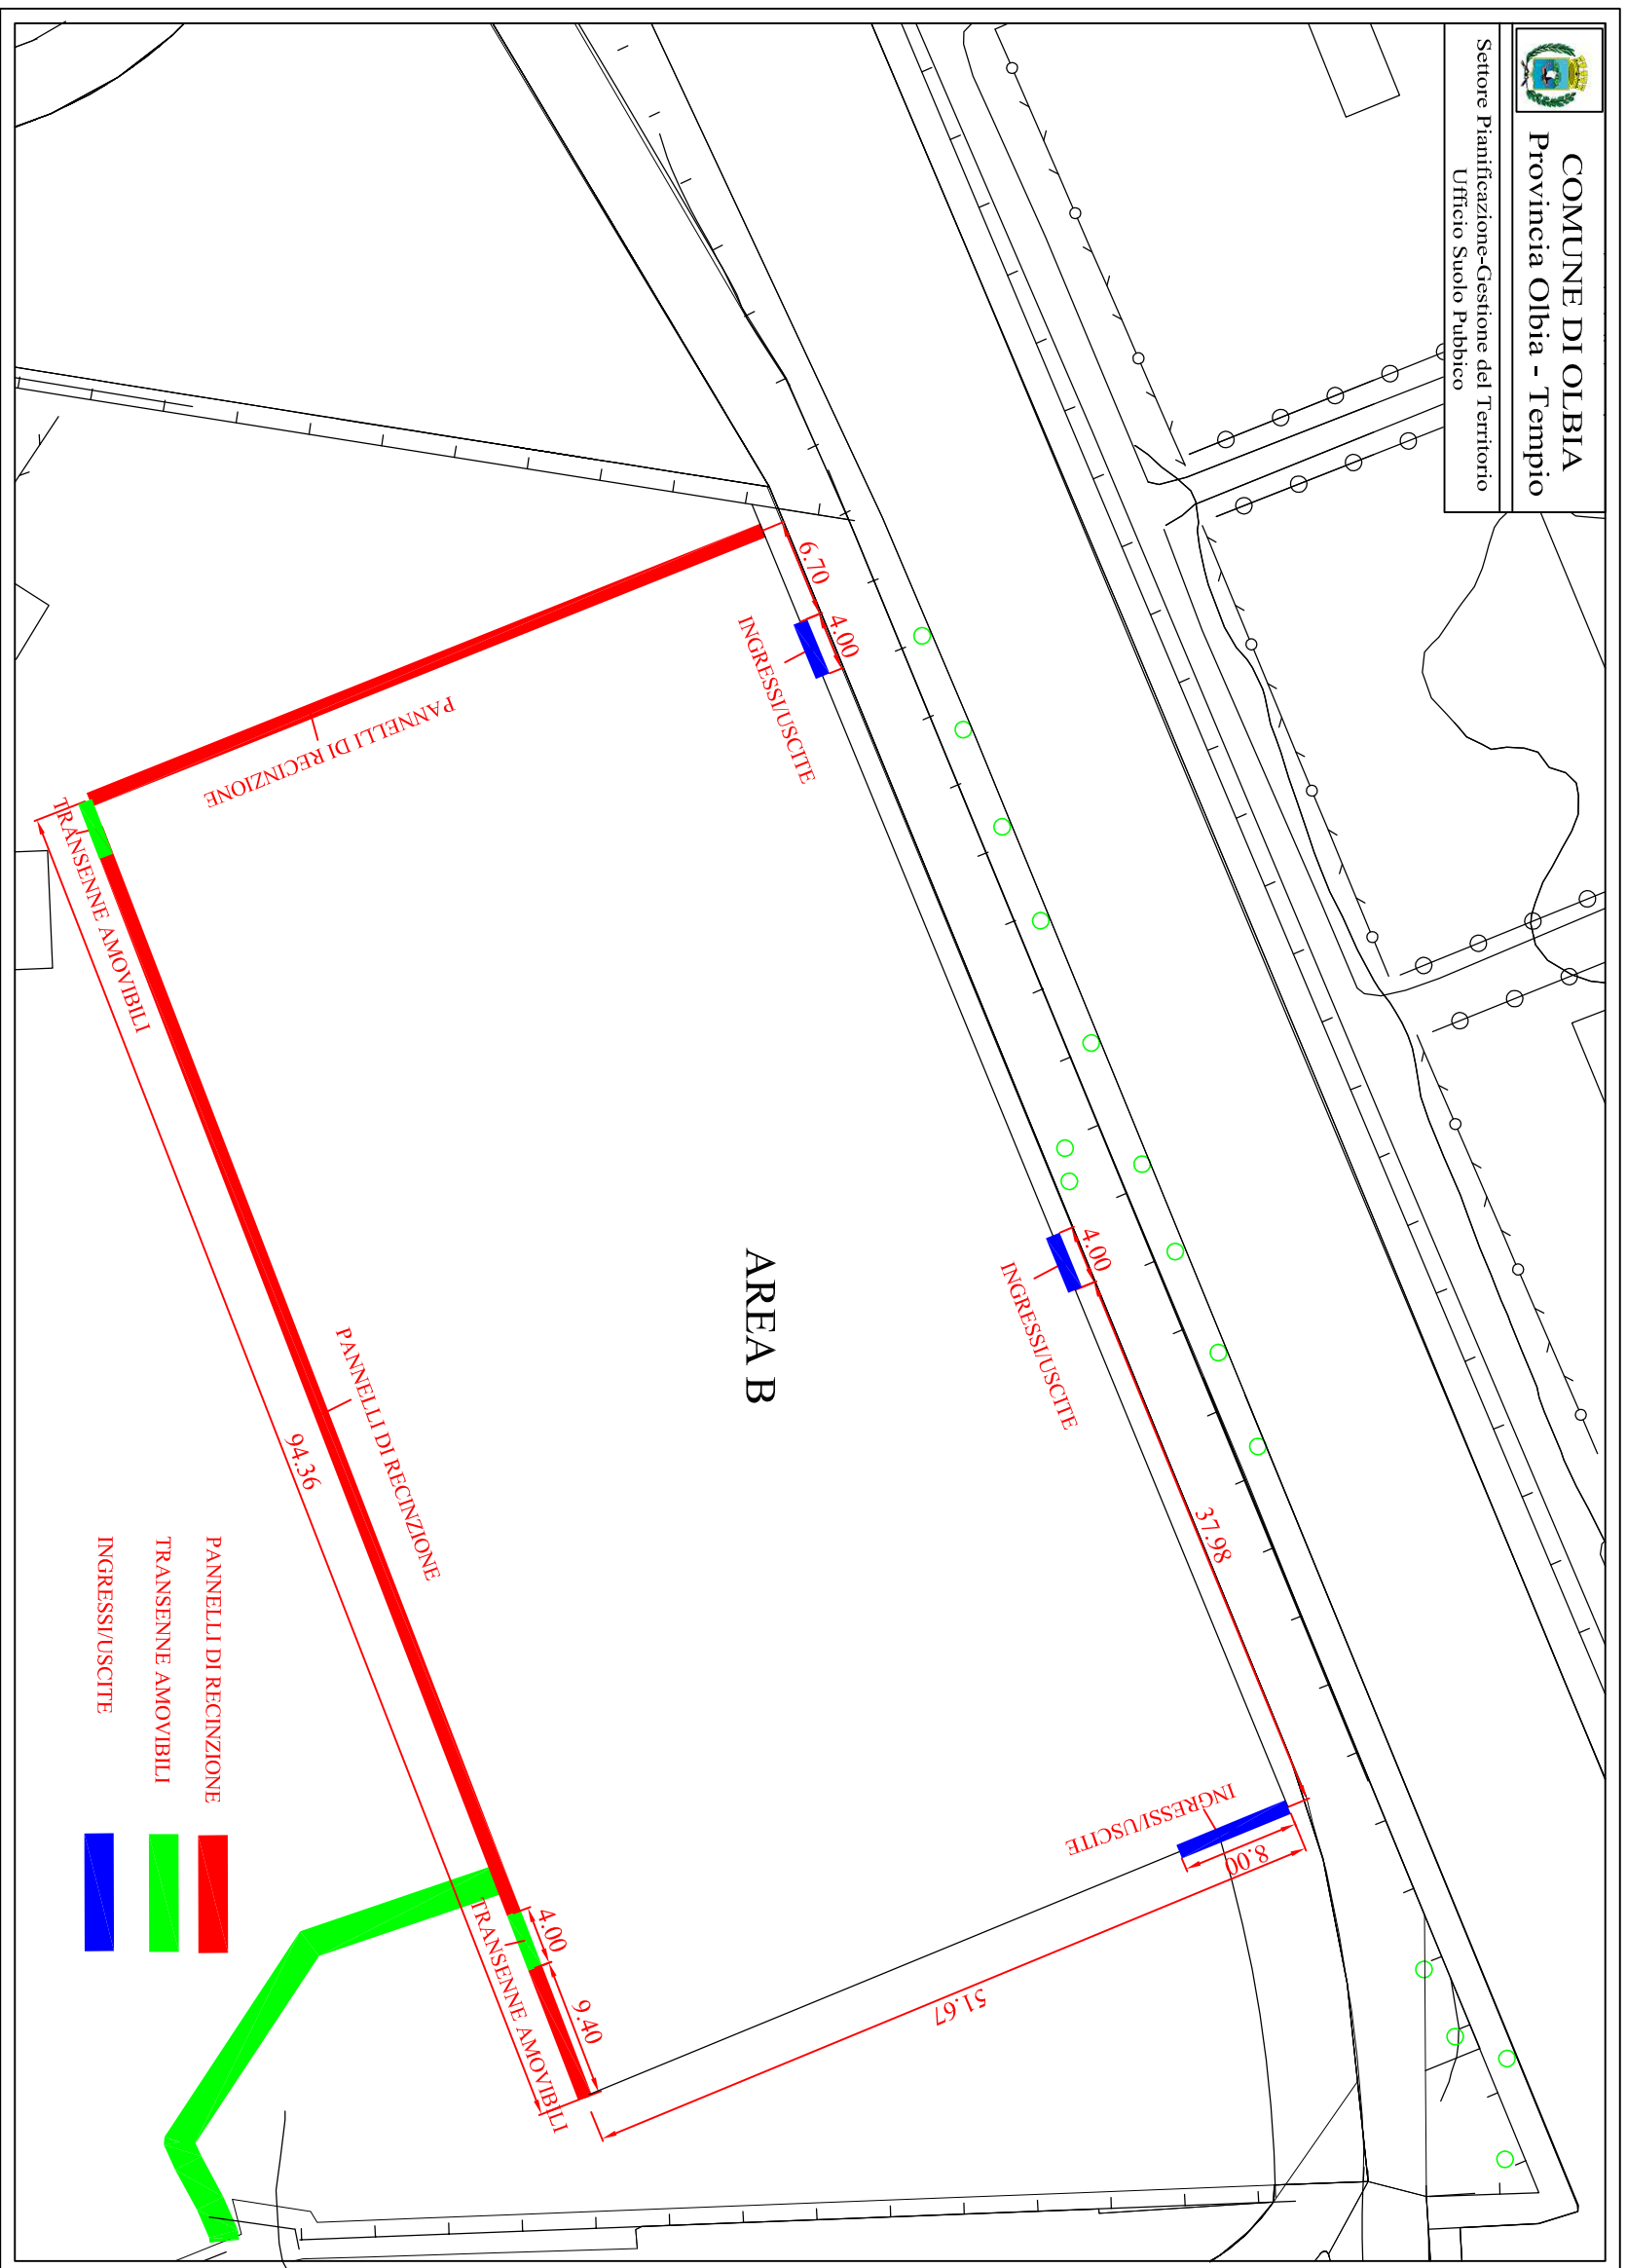 COMUNE DI OLBIA
Provincia Olbia - Tempio
Settore Pianificazione-Gestione del Territorio
Ufficio Suolo Pubbico
6.70
4.00
INGRESSI/USCITE
PANNELLI DI RECINZIONE
TRANSENNE AMOVIBILI
4.00
INGRESSI/USCITE
AREA B
37.98
PANNELLI DI RECINZIONE
94.36
INGRESSI/USCITE
8.00
51.67
4.00
9.40
TRANSENNE AMOVIBILI
PANNELLI DI RECINZIONE
TRANSENNE AMOVIBILI
INGRESSI/USCITE